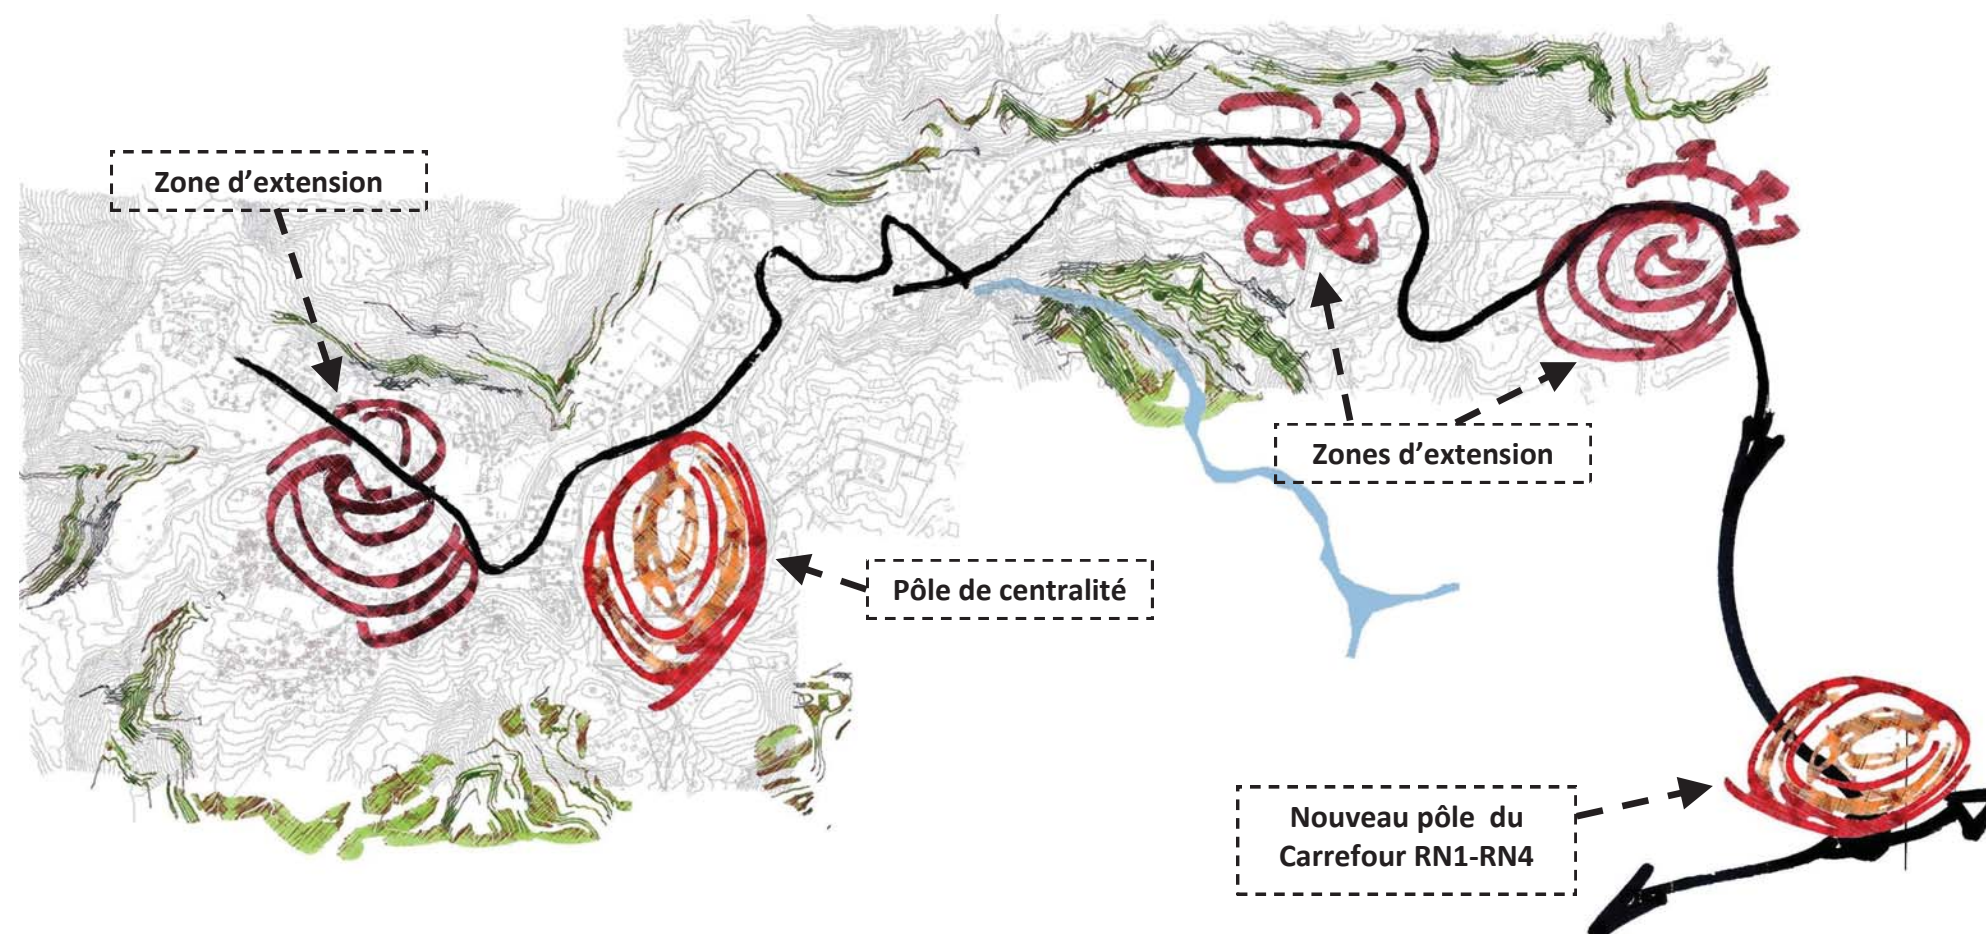 Zone d’extension
Zones d’extension
Pôle de centralité
Nouveau pôle du
Carrefour RN1-RN4